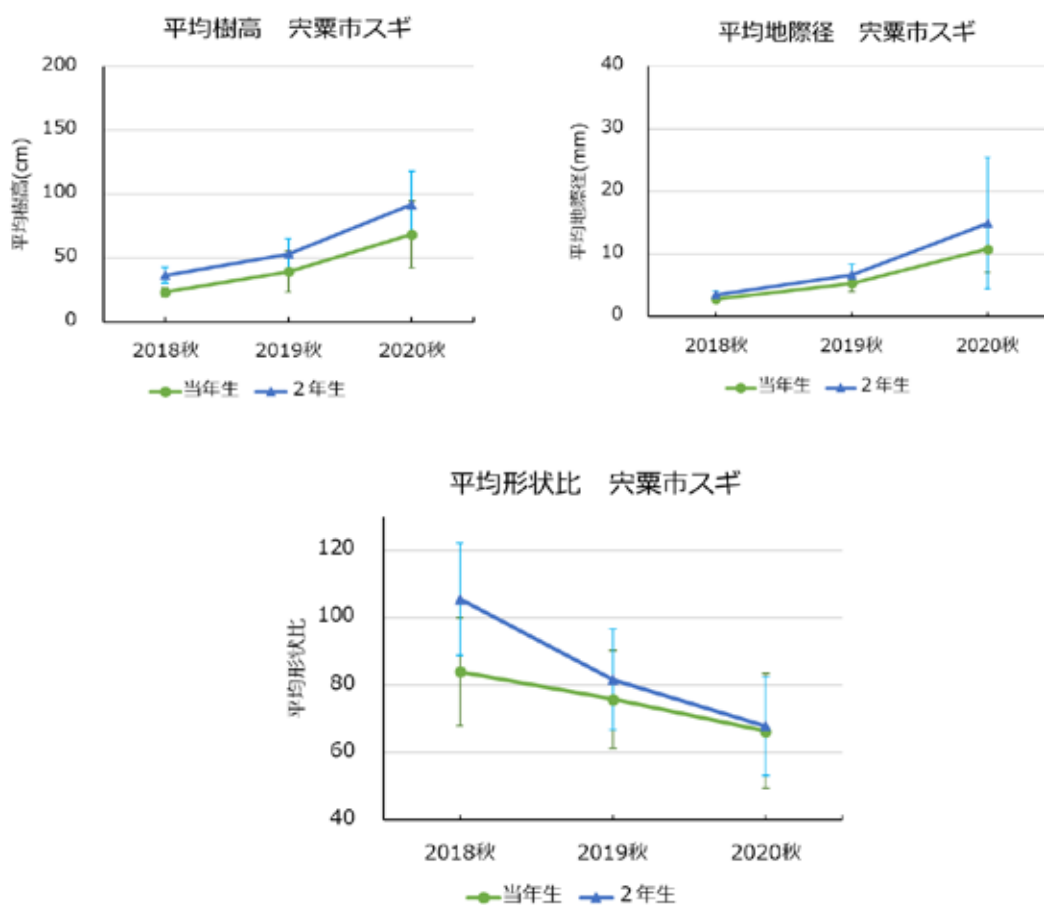 平均樹高　宍粟市スギ
平均樹高(cm)
200
150
100
50
0
2018秋 2019秋 2020秋
当年生 ２年生
平均地際径　宍粟市スギ
平均地際径(mm)
40
30
20
10
0
2018秋 2019秋 2020秋
当年生 ２年生
平均形状比　宍粟市スギ
平均形状比
120
100
80
60
40
2018秋 2019秋 2020秋
当年生 ２年生